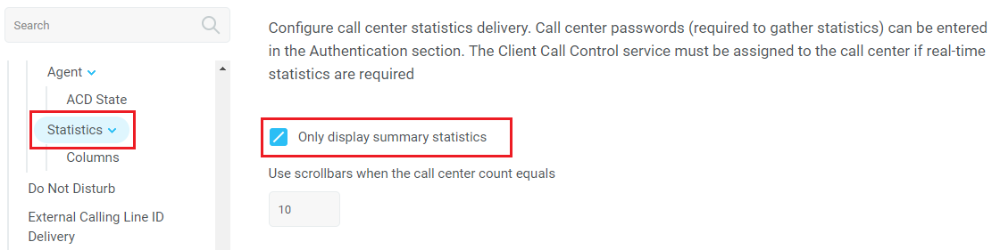 Search
Agent
ACD State
Statistics
Columns
Do Not Disturb
External Calling Line ID
Delivery
Configure call center statistics delivery. Call center passwords (required to gather statistics) can be entered
in the Authentication section. The Client Call Control service must be assigned to the call center if real-time
statistics are required
Only display summary statistics
Use scrollbars when the call center count equals
10